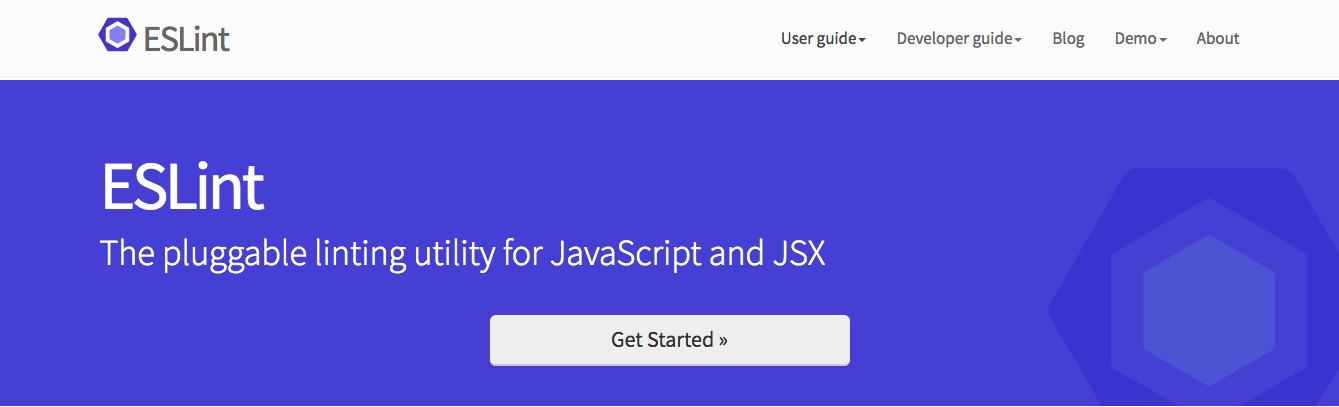 ESLint
User guide
Developer guide
Blog
Demo
About
ESLint
The pluggable linting utility for JavaScript and JSX
Get Started »